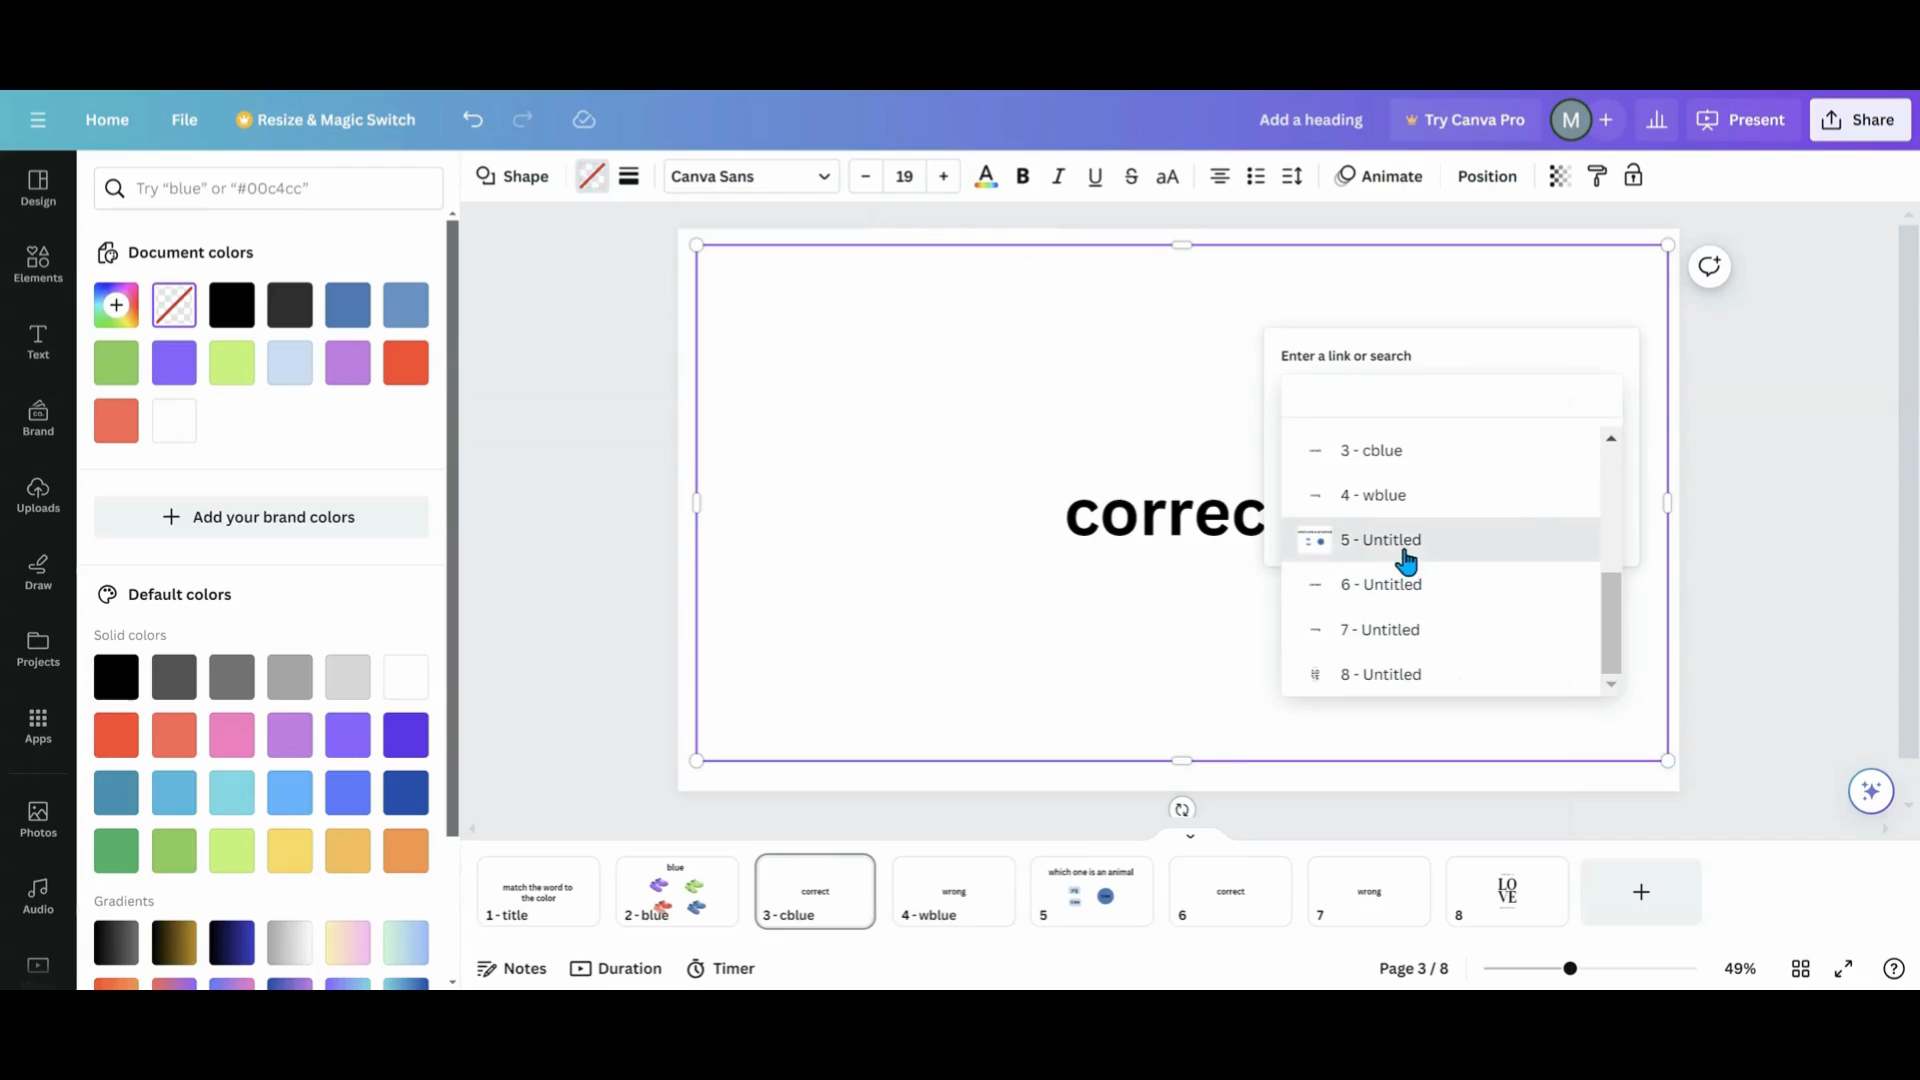 Home File Resize & Magic Switch Add a heading Try Canva Pro M Present Share
Design
Elements
Text
Brand
Uploads
Draw
Projects
Apps
Photos
Audio
Try “blue” or “#00c4cc”
Document colors
Add your brand colors
Default colors
Solid colors
Gradients
Shape Canva Sans 19 A B I U S aA Animate Position
correc
Enter a link or search
3 - cblue
4 - wblue
5 - Untitled
6 - Untitled
7 - Untitled
8 - Untitled
match the word to
the color
1 - title
blue
2 - blue
correct
3 - cblue
wrong
4 - wblue
which one is an animal
5
correct
6
wrong
7
LO
VE
8
Notes Duration Timer Page 3 / 8 49%